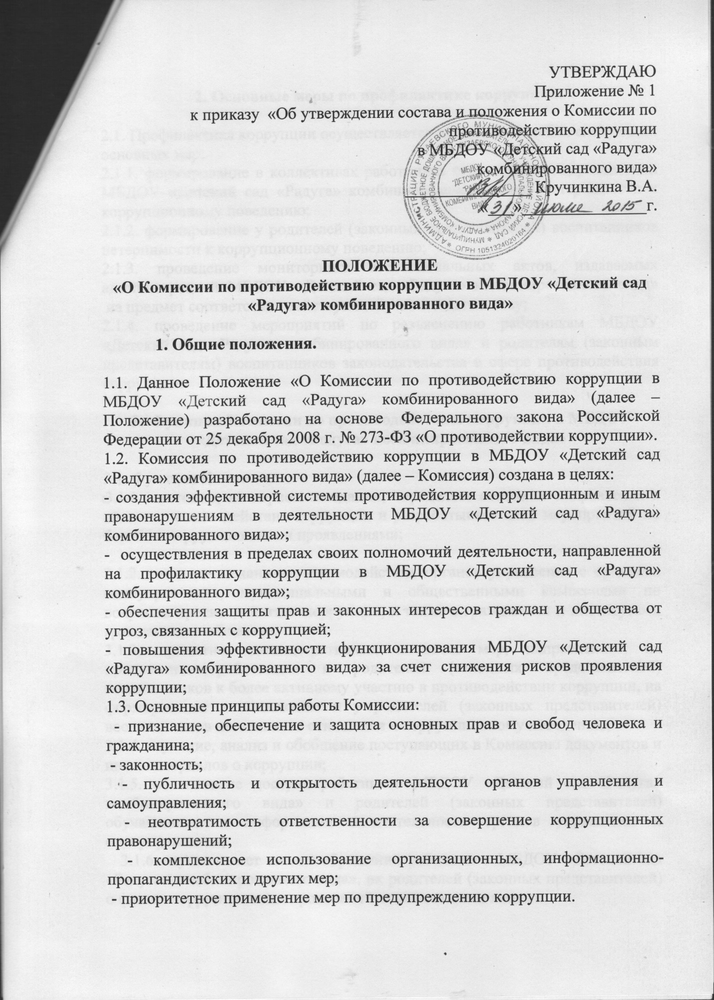 УТВЕРЖДАЮ
Приложение № 1
к приказу «Об утверждении состава и положения о Комиссии по
противодействию коррупции
в МБДОУ «Детский сад «Радуга»
комбинированного вида»
Кручинкина В.А.
«31» 2015 г.
МБДОУ
"ДЕТСКИЙ САД
"РАДУГА"
КОМБИНИРОВАННОГО
ВИДА"
ОГРН 1051324020164
ПОЛОЖЕНИЕ
«О Комиссии по противодействию коррупции в МБДОУ «Детский сад
«Радуга» комбинированного вида»
1. Общие положения.
1.1. Данное Положение «О Комиссии по противодействию коррупции в
МБДОУ «Детский сад «Радуга» комбинированного вида» (далее –
Положение) разработано на основе Федерального закона Российской
Федерации от 25 декабря 2008 г. № 273-ФЗ «О противодействии коррупции».
1.2. Комиссия по противодействию коррупции в МБДОУ «Детский сад
«Радуга» комбинированного вида» (далее – Комиссия) создана в целях:
- создания эффективной системы противодействия коррупционным и иным
правонарушениям в деятельности МБДОУ «Детский сад «Радуга»
комбинированного вида»;
- осуществления в пределах своих полномочий деятельности, направленной
на профилактику коррупции в МБДОУ «Детский сад «Радуга»
комбинированного вида»;
- обеспечения защиты прав и законных интересов граждан и общества от
угроз, связанных с коррупцией;
- повышения эффективности функционирования МБДОУ «Детский сад
«Радуга» комбинированного вида» за счет снижения рисков проявления
коррупции;
1.3. Основные принципы работы Комиссии:
- признание, обеспечение и защита основных прав и свобод человека и
гражданина;
- законность;
- публичность и открытость деятельности органов управления и
самоуправления;
- неотвратимость ответственности за совершение коррупционных
правонарушений;
- комплексное использование организационных, информационно-
пропагандистских и других мер;
- приоритетное применение мер по предупреждению коррупции.